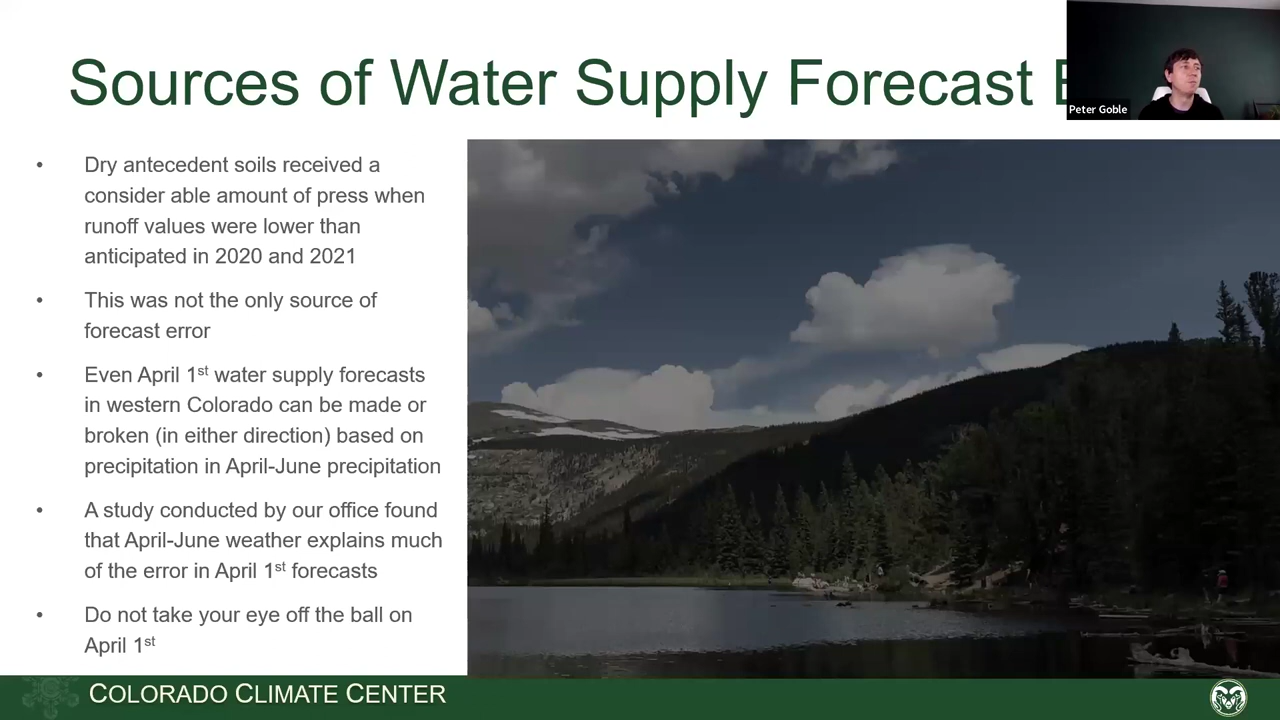 Sources of Water Supply Forecast E
Peter Goble
• Dry antecedent soils received a
consider able amount of press when
runoff values were lower than
anticipated in 2020 and 2021
• This was not the only source of
forecast error
• Even April 1st water supply forecasts
in western Colorado can be made or
broken (in either direction) based on
precipitation in April-June precipitation
• A study conducted by our office found
that April-June weather explains much
of the error in April 1st forecasts
• Do not take your eye off the ball on
April 1st
COLORADO CLIMATE CENTER